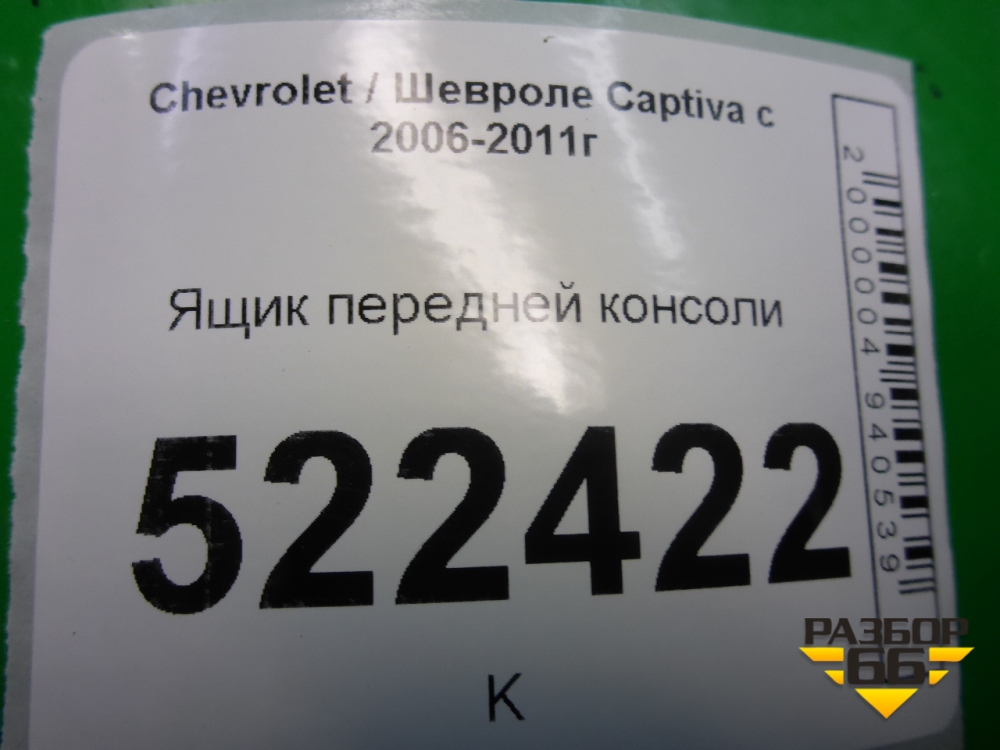 Chevrolet / Шевроле Captiva с
2006-2011г
Ящик передней консоли
522422
К
2000004940539
РАЗБОР
66